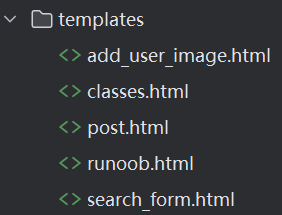 templates
add_user_image.html
classes.html
post.html
runoob.html
search_form.html